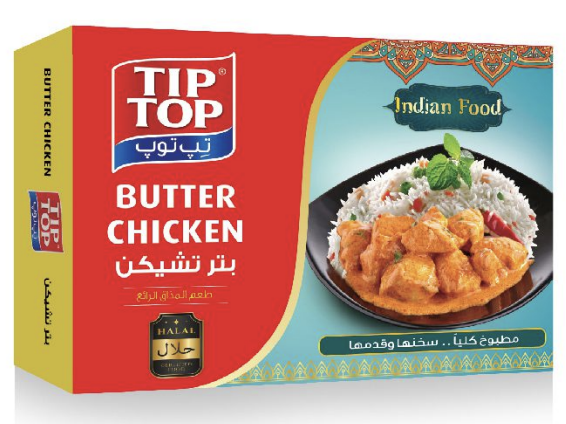 BUTTER CHICKEN
TIP
TOP
تِپ توپ
بتر تشيكن
TIP®
TOP
تِپ توپ
BUTTER
CHICKEN
بتر تشيكن
طعم المذاق الرائع
HALAL
حلال
Indian Food
مطبوخ كلياً .. سخنها وقدمها